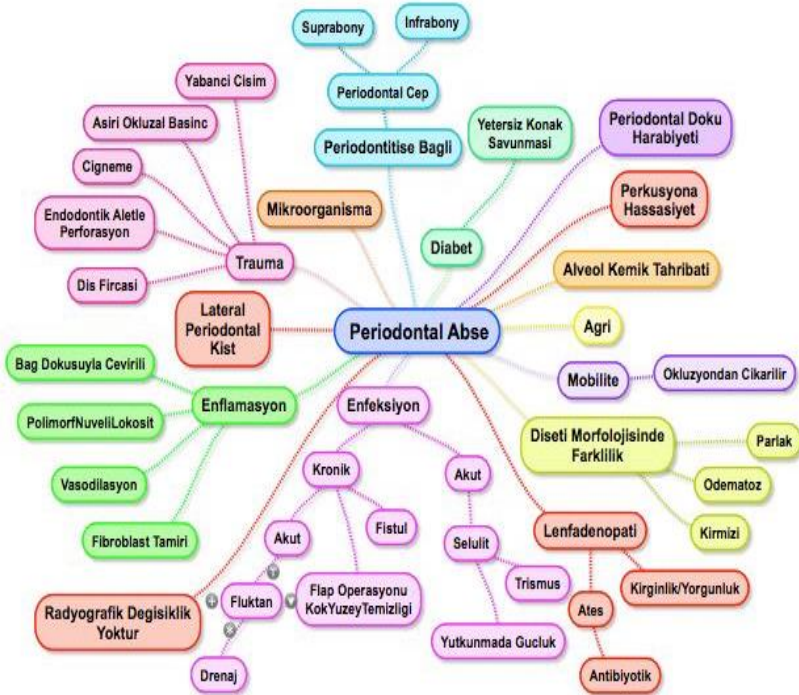 Suprabony
Infrabony
Yabanci Cisim
Periodontal Cep
Asiri Okluzal Basinc
Yetersiz Konak
Savunmasi
Periodontal Doku
Harabiyeti
Periodontitise Bagli
Cigneme
Perkusyona
Hassasiyet
Mikroorganisma
Endodontik Aletle
Perforasyon
Diabet
Trauma
Alveol Kemik Tahribati
Dis Fircasi
Lateral
Periodontal
Kist
Periodontal Abse
Agri
Bag Dokusuyla Cevirili
Mobilite
Okluzyondan Cikarilir
Enflamasyon
Enfeksiyon
PolimorfNuveliLokosit
Diseti Morfolojisinde
Farklilik
Parlak
Kronik
Akut
Odematoz
Vasodilasyon
Fistul
Kirmizi
Akut
Lenfadenopati
Fibroblast Tamiri
Selulit
Trismus
Kirginlik/Yorgunluk
Flap Operasyonu
KokYuzeyTemizligi
Fluktan
Ates
Radyografik Degisiklik
Yoktur
Yutkunmada Gucluk
Drenaj
Antibiyotik